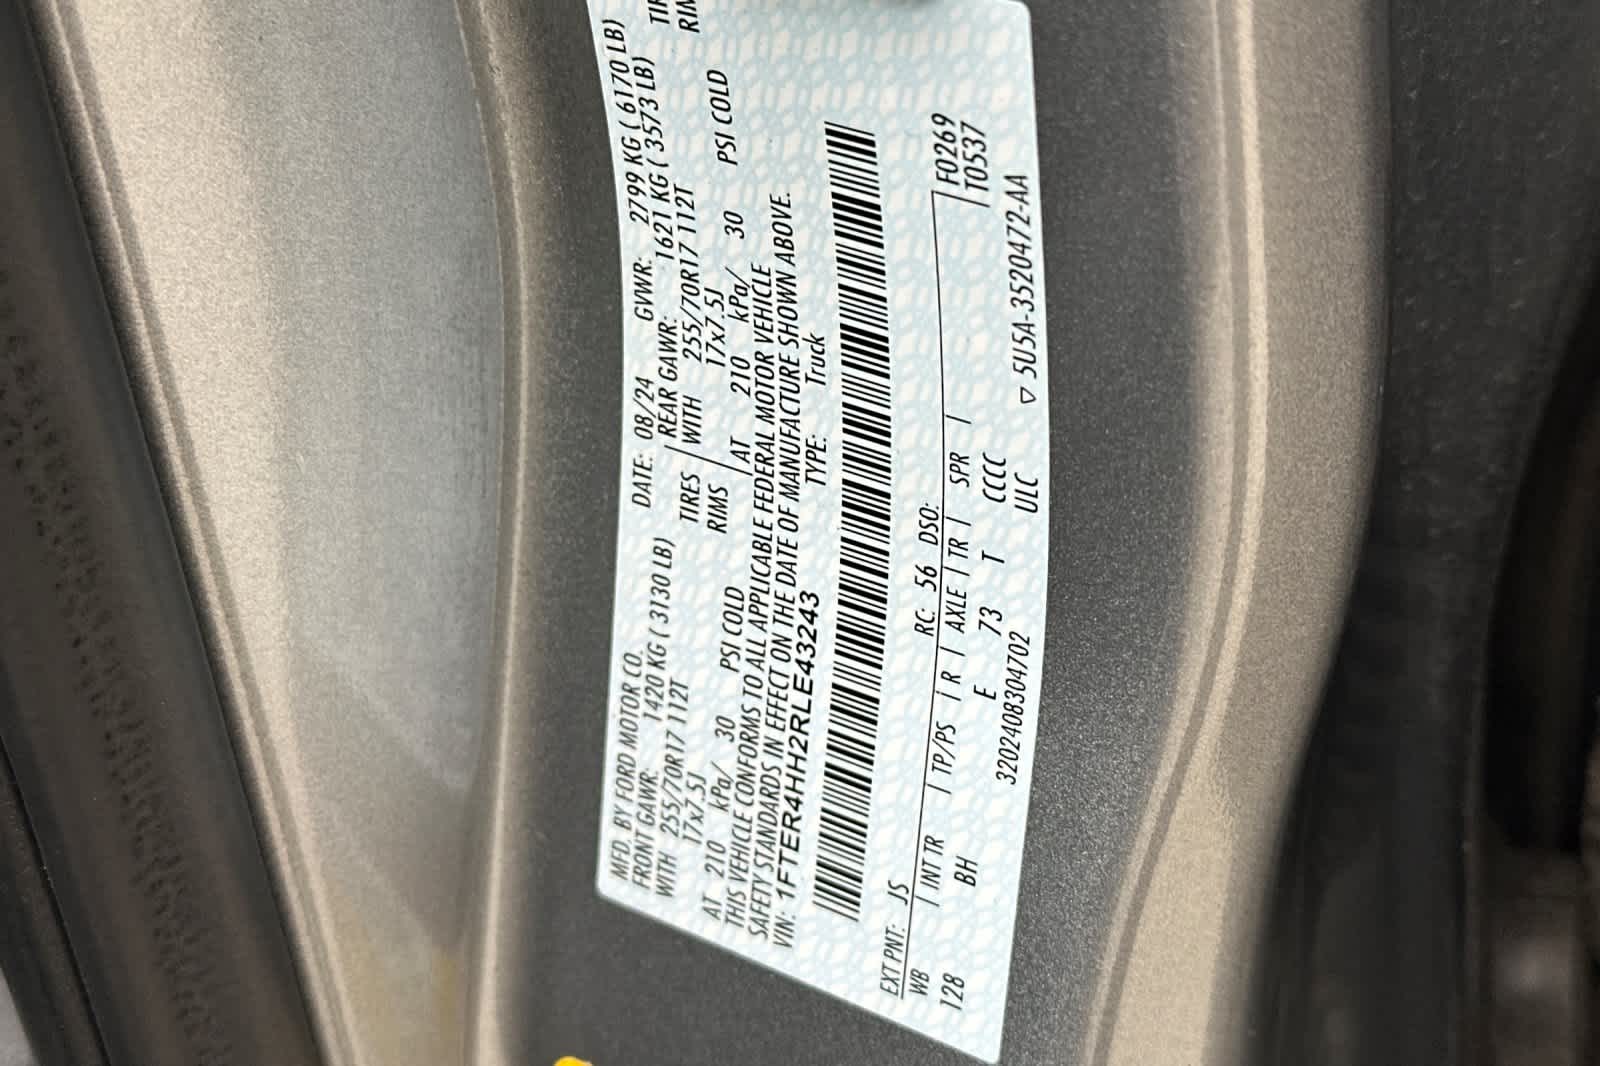 MFD. BY FORD MOTOR CO. DATE: 08/24 GVWR: 2799 KG ( 6170 LB)
FRONT GAWR: 1420 KG ( 3130 LB) REAR GAWR: 1621 KG ( 3573 LB)
WITH 255/70R17 112T TIRES WITH 255/70R17 112T
17x7.5J RIMS 17x7.5J
AT 210 kPa/ 30 PSI COLD AT 210 kPa/ 30 PSI COLD
THIS VEHICLE CONFORMS TO ALL APPLICABLE FEDERAL MOTOR VEHICLE
SAFETY STANDARDS IN EFFECT ON THE DATE OF MANUFACTURE SHOWN ABOVE.
VIN: 1FTER4HH2RLE43243 TYPE: Truck
EXT PNT: JS RC: 56 DSO: F0269
WB INT TR TP/PS R AXLE TR SPR T0537
128 BH E 73 T CCCC
320240830470​2 ULC
▽ 5U5A-3520472-AA